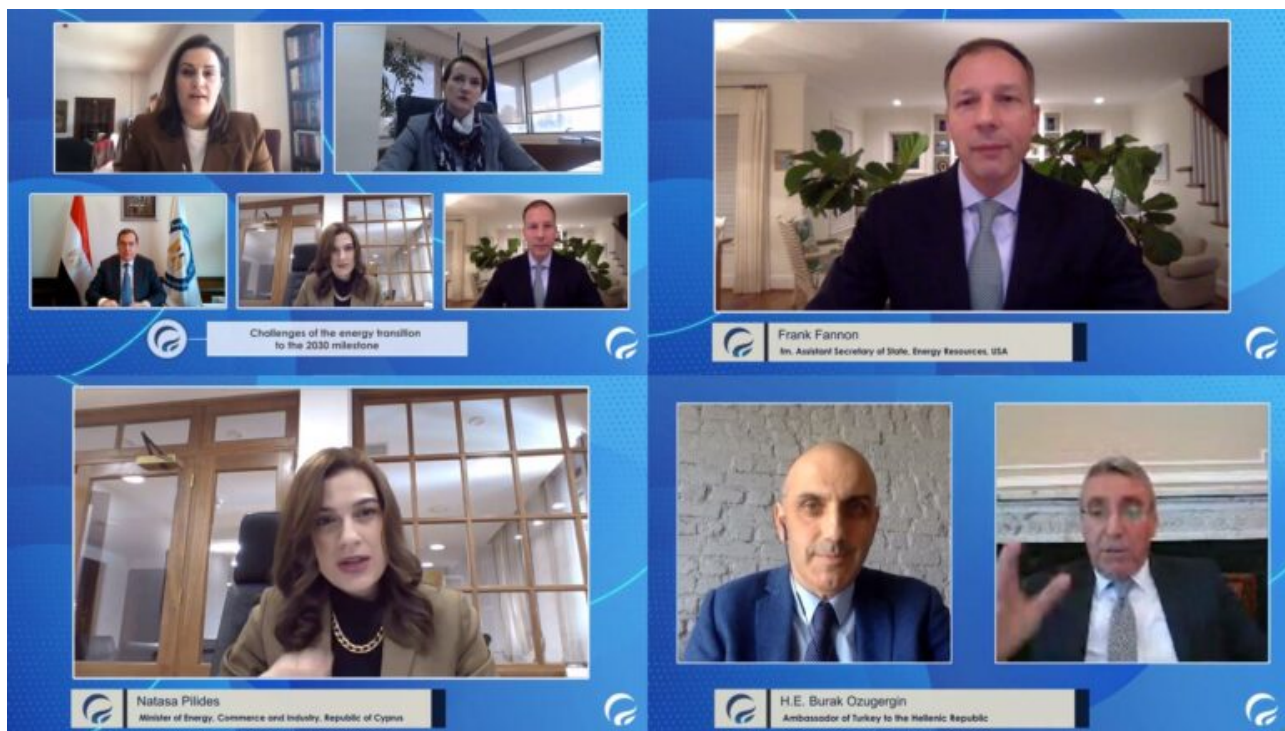 Challenges of the energy transition
to the 2030 milestone
Frank Fannon
fm. Assistant Secretary of State, Energy Resources, USA
Natasa Pilides
Minister of Energy, Commerce and Industry, Republic of Cyprus
H.E. Burak Ozugergin
Ambassador of Turkey to the Hellenic Republic